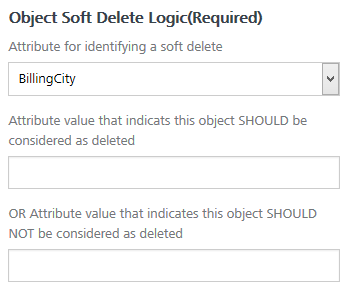 Object Soft Delete Logic(Required)
Attribute for identifying a soft delete
BillingCity
Attribute value that indicats this object SHOULD be
considered as deleted
OR Attribute value that indicates this object SHOULD
NOT be considered as deleted